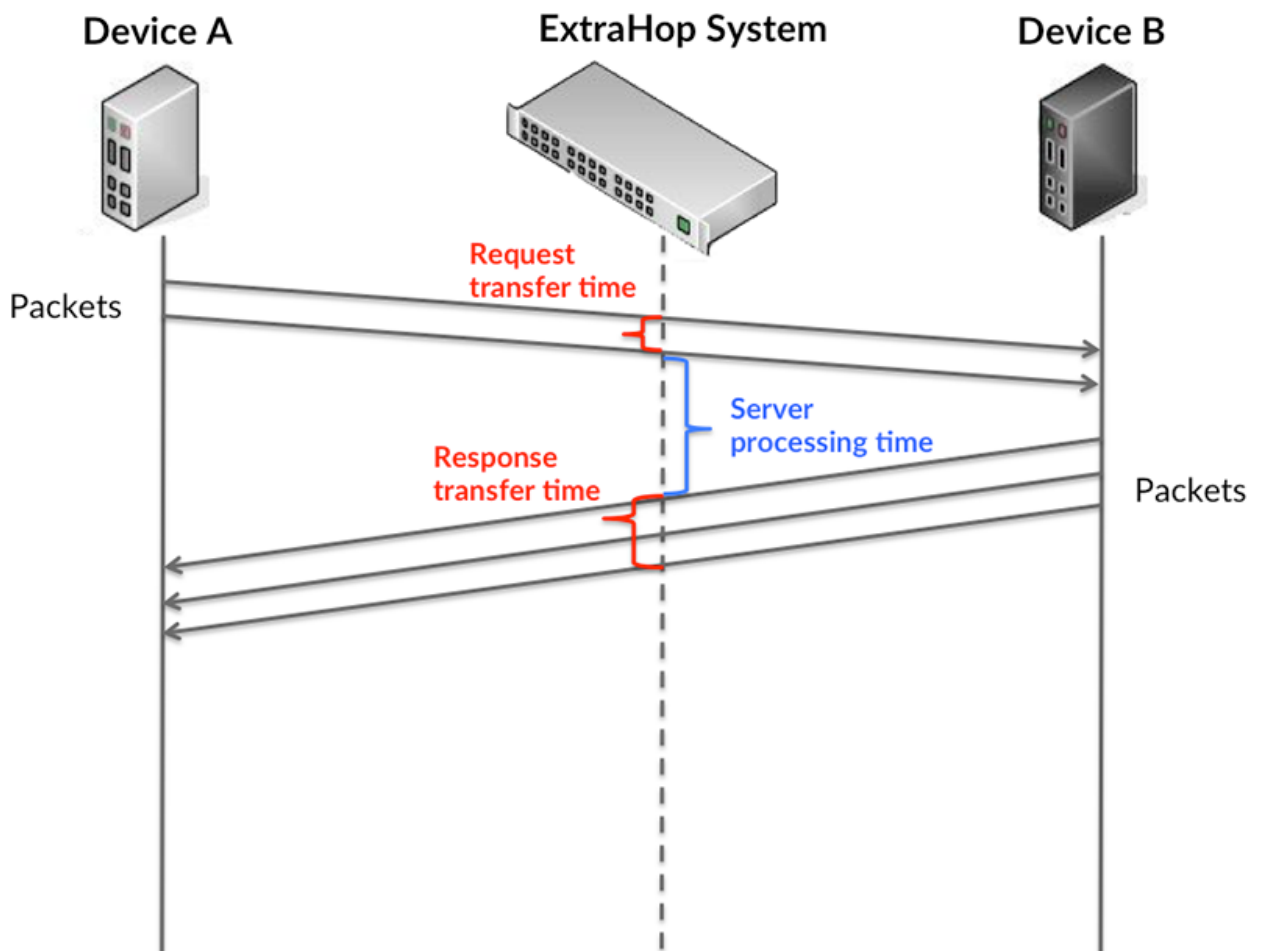 Device A
ExtraHop System
Device B
Request
transfer time
Packets
Server
processing time
Response
transfer time
Packets